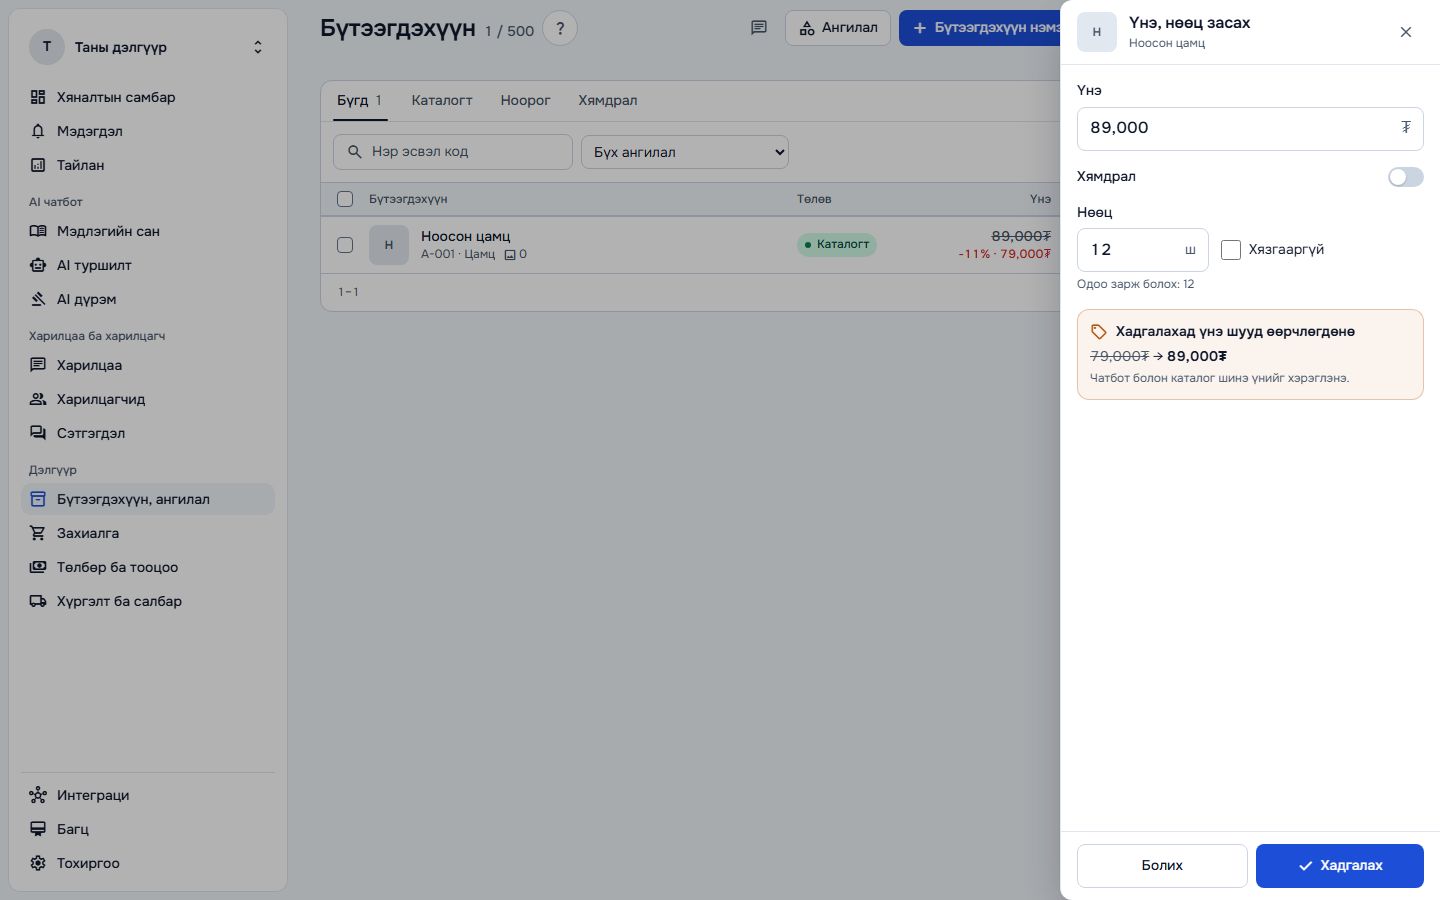 Т Таны дэлгүүр
Хяналтын самбар
Мэдэгдэл
Тайлан
AI чатбот
Мэдлэгийн сан
AI туршилт
AI дүрэм
Харилцаа ба харилцагч
Харилцаа
Харилцагчид
Сэтгэгдэл
Дэлгүүр
Бүтээгдэхүүн, ангилал
Захиалга
Төлбөр ба тооцоо
Хүргэлт ба салбар
Интеграци
Багц
Тохиргоо
Бүтээгдэхүүн 1 / 500 ?
Ангилал
+ Бүтээгдэхүүн нэмэ
Бүгд 1 Каталогт Ноорог Хямдрал
Нэр эсвэл код Бүх ангилал
Бүтээгдэхүүн Төлөв Үнэ
Н Ноосон цамц Каталогт 89,000₮
A-001 · Цамц 0 -11% · 79,000₮
1–1
Н Үнэ, нөөц засах
Ноосон цамц
Үнэ
89,000 ₮
Хямдрал
Нөөц
12 ш Хязгааргүй
Одоо зарж болох: 12
Хадгалахад үнэ шууд өөрчлөгдөнө
79,000₮ → 89,000₮
Чатбот болон каталог шинэ үнийг хэрэглэнэ.
Болих Хадгалах